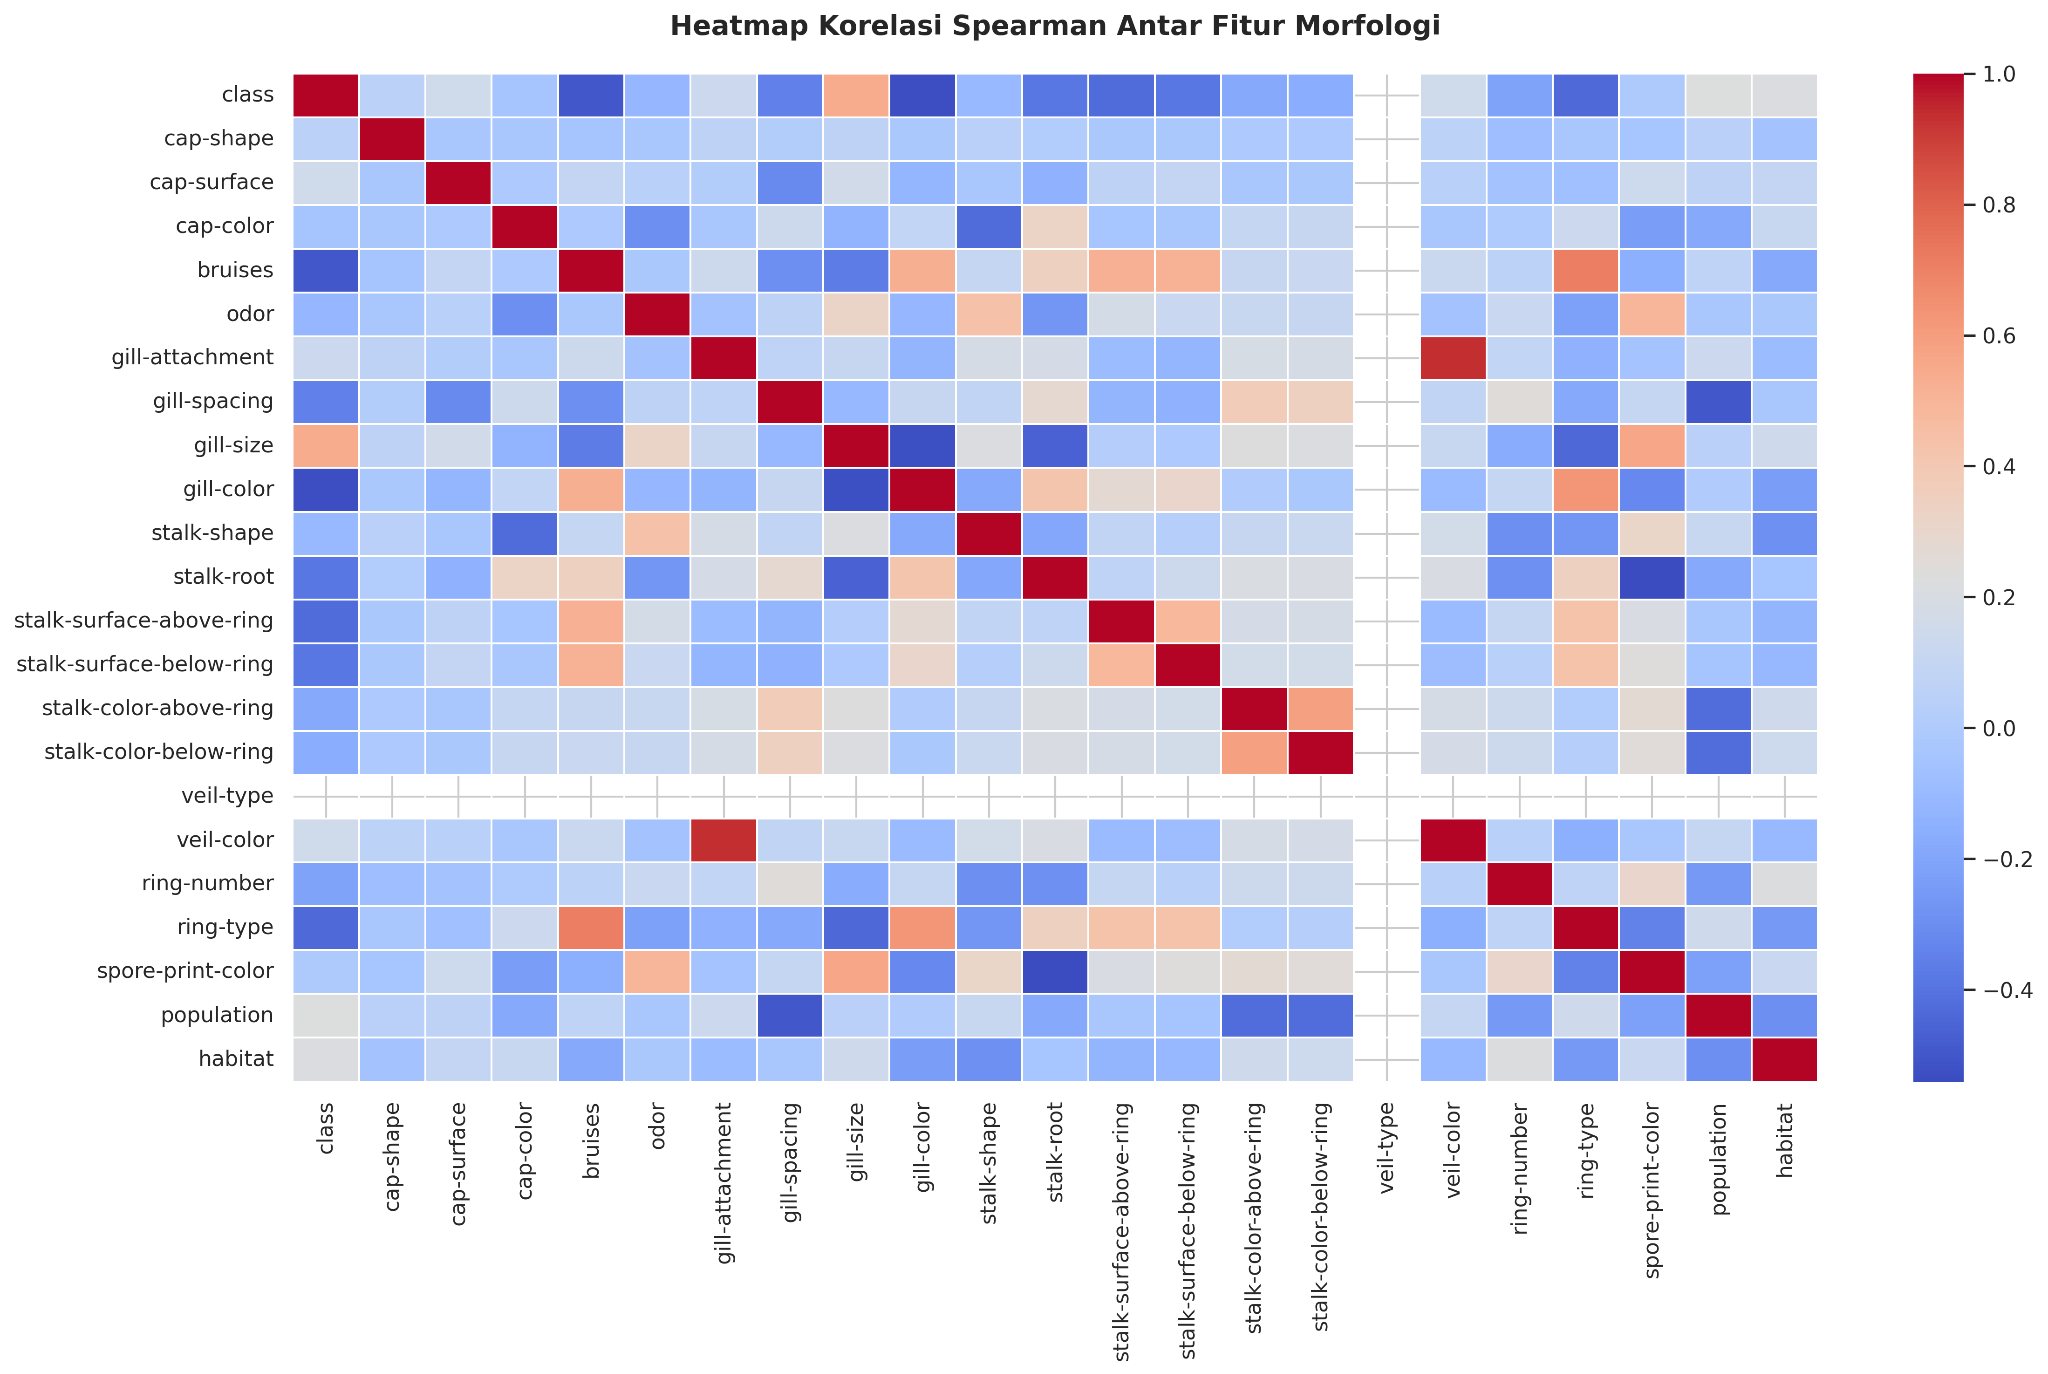 Heatmap Korelasi Spearman Antar Fitur Morfologi
class
cap-shape
cap-surface
cap-color
bruises
odor
gill-attachment
gill-spacing
gill-size
gill-color
stalk-shape
stalk-root
stalk-surface-above-ring
stalk-surface-below-ring
stalk-color-above-ring
stalk-color-below-ring
veil-type
veil-color
ring-number
ring-type
spore-print-color
population
habitat
class
cap-shape
cap-surface
cap-color
bruises
odor
gill-attachment
gill-spacing
gill-size
gill-color
stalk-shape
stalk-root
stalk-surface-above-ring
stalk-surface-below-ring
stalk-color-above-ring
stalk-color-below-ring
veil-type
veil-color
ring-number
ring-type
spore-print-color
population
habitat
1.0
0.8
0.6
0.4
0.2
0.0
−0.2
−0.4